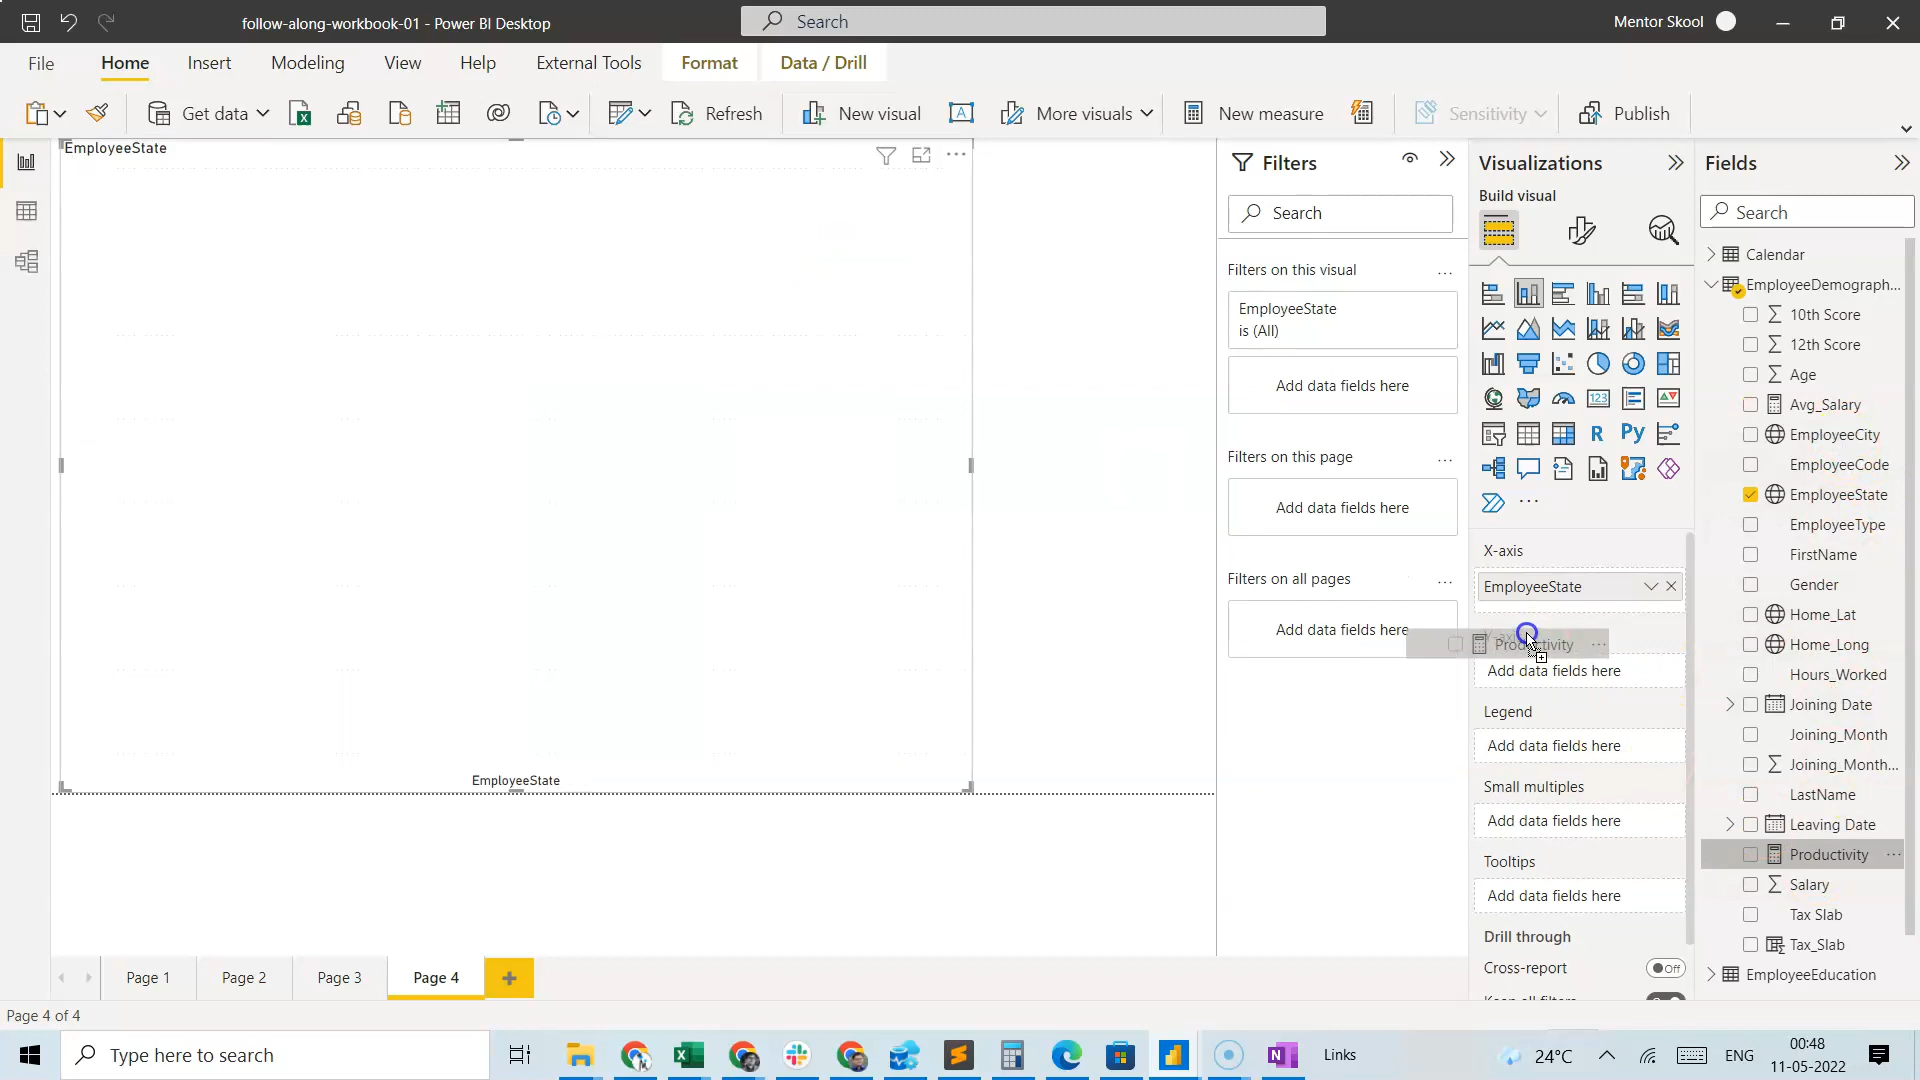 follow-along-workbook-01 - Power BI Desktop
Search
Mentor Skool
File
Home
Insert
Modeling
View
Help
External Tools
Format
Data / Drill
Get data
Refresh
New visual
More visuals
New measure
Sensitivity
Publish
EmployeeState
EmployeeState
Filters
Search
Filters on this visual
EmployeeState
is (All)
Add data fields here
Filters on this page
Add data fields here
Filters on all pages
Add data fields here
Visualizations
Build visual
123
R
Py
X-axis
EmployeeState
Productivity
Add data fields here
Legend
Add data fields here
Small multiples
Add data fields here
Tooltips
Add data fields here
Drill through
Cross-report
Off
Fields
Search
Calendar
EmployeeDemograph...
10th Score
12th Score
Age
Avg_Salary
EmployeeCity
EmployeeCode
EmployeeState
EmployeeType
FirstName
Gender
Home_Lat
Home_Long
Hours_Worked
Joining Date
Joining_Month
Joining_Month...
LastName
Leaving Date
Productivity
Salary
Tax Slab
Tax_Slab
EmployeeEducation
Page 1
Page 2
Page 3
Page 4
Page 4 of 4
Type here to search
Links
24°C
ENG
00:48
11-05-2022